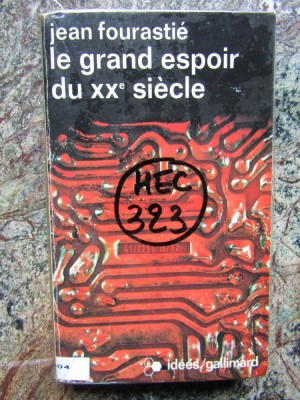 jean fourastié
le grand espoir
du XXᵉ siècle
HEC
323
idées/gallimard
04